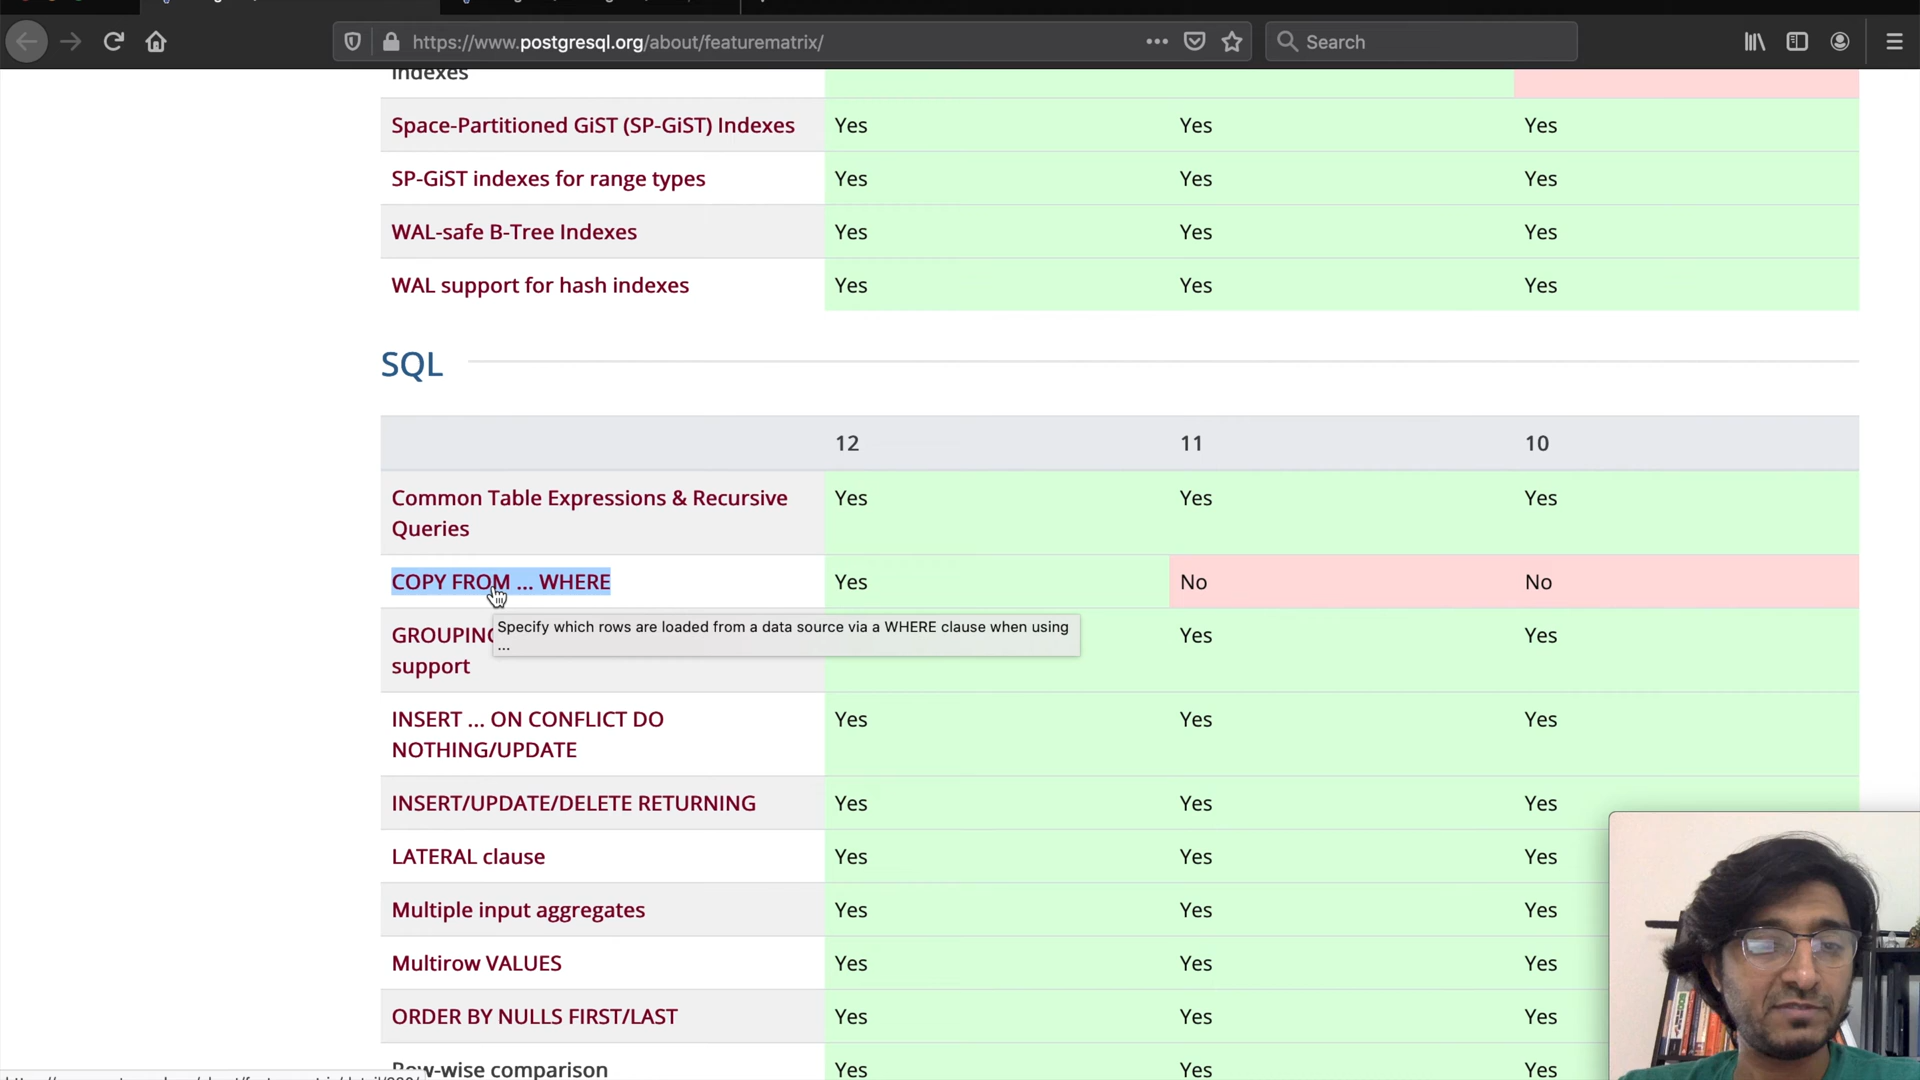 https://www.postgresql.org/about/featurematrix/
Search
Indexes
Space-Partitioned GiST (SP-GiST) Indexes Yes Yes Yes
SP-GiST indexes for range types Yes Yes Yes
WAL-safe B-Tree Indexes Yes Yes Yes
WAL support for hash indexes Yes Yes Yes
SQL
12 11 10
Common Table Expressions & Recursive Yes Yes Yes
Queries
COPY FROM ... WHERE Yes No No
Specify which rows are loaded from a data source via a WHERE clause when using
...
GROUPING Yes Yes
support
INSERT ... ON CONFLICT DO Yes Yes Yes
NOTHING/UPDATE
INSERT/UPDATE/DELETE RETURNING Yes Yes Yes
LATERAL clause Yes Yes Yes
Multiple input aggregates Yes Yes Yes
Multirow VALUES Yes Yes Yes
ORDER BY NULLS FIRST/LAST Yes Yes Yes
Row-wise comparison Yes Yes Yes